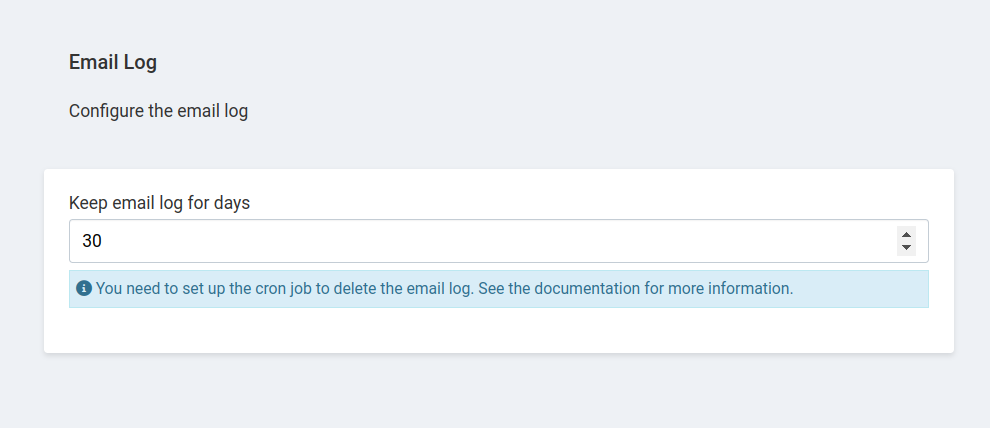 Email Log
Configure the email log
Keep email log for days
30
You need to set up the cron job to delete the email log. See the documentation for more information.